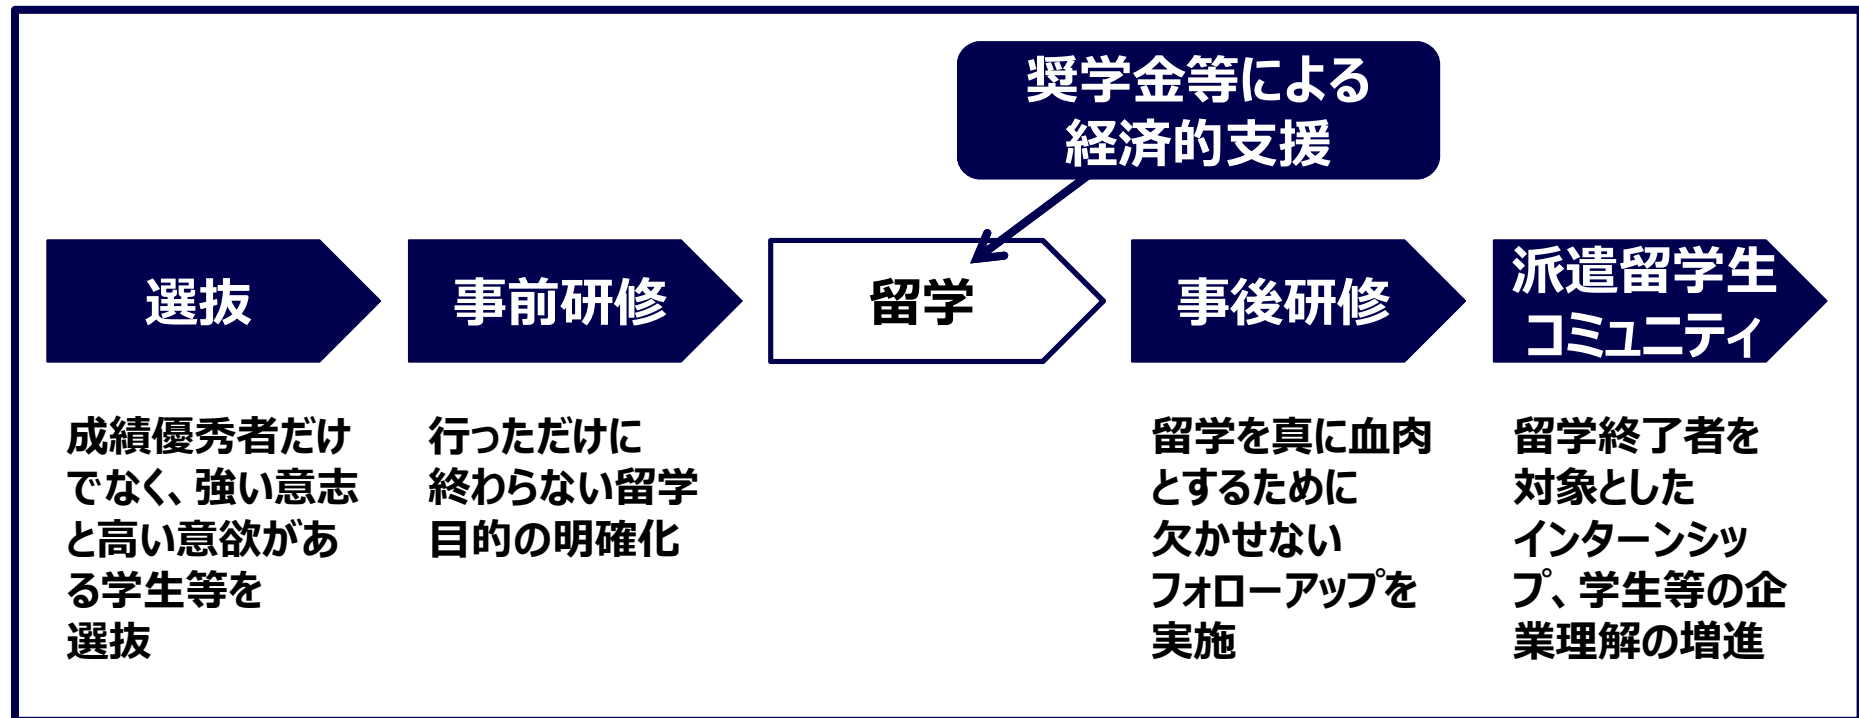 奨学金等による
経済的支援
選抜
事前研修
留学
事後研修
派遣留学生
コミュニティ
成績優秀者だけ
でなく、強い意志
と高い意欲があ
る学生等を
選抜
行っただけに
終わらない留学
目的の明確化
留学を真に血肉
とするために
欠かせない
フォローアップを
実施
留学終了者を
対象とした
インターンシッ
プ、学生等の企
業理解の増進